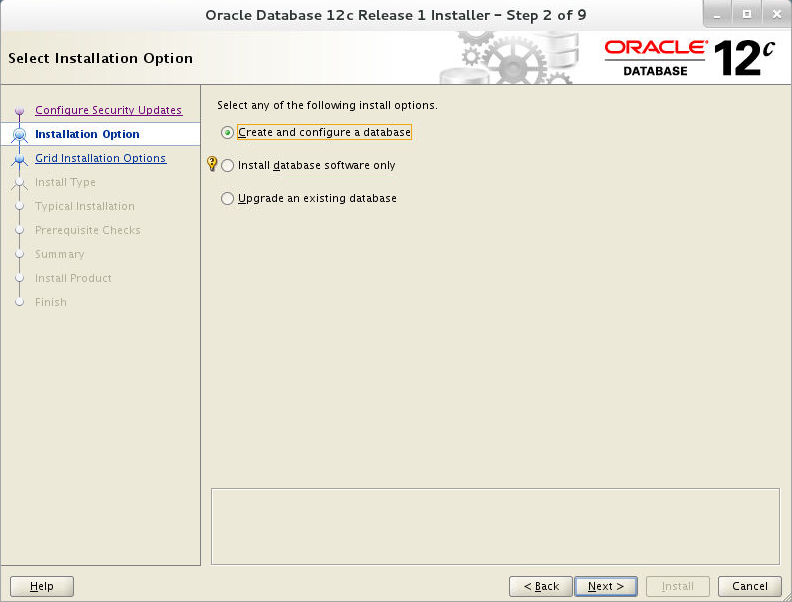 Oracle Database 12c Release 1 Installer - Step 2 of 9
Select Installation Option
ORACLE®
DATABASE
12c
Configure Security Updates
Installation Option
Grid Installation Options
Install Type
Typical Installation
Prerequisite Checks
Summary
Install Product
Finish
Select any of the following install options.
Create and configure a database
Install database software only
Upgrade an existing database
Help
< Back
Next >
Install
Cancel